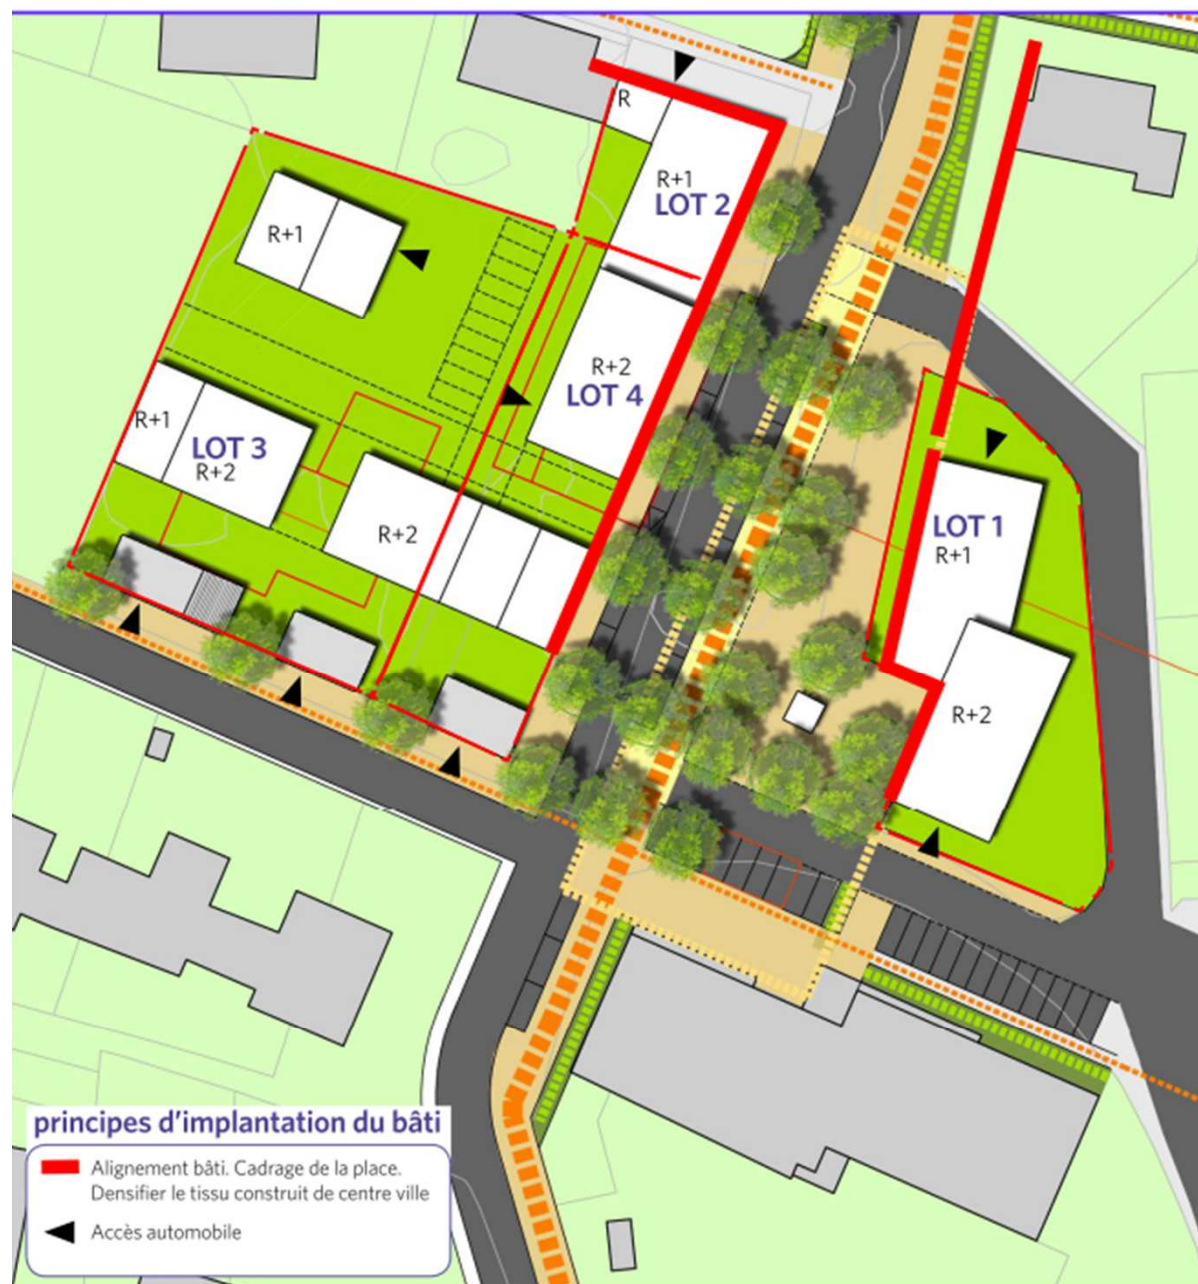 R
R+1
LOT 2
R+1
R+2
LOT 4
R+1
LOT 3
R+2
R+2
LOT 1
R+1
R+2
principes d'implantation du bâti
Alignement bâti. Cadrage de la place.
Densifier le tissu construit de centre ville
Accès automobile